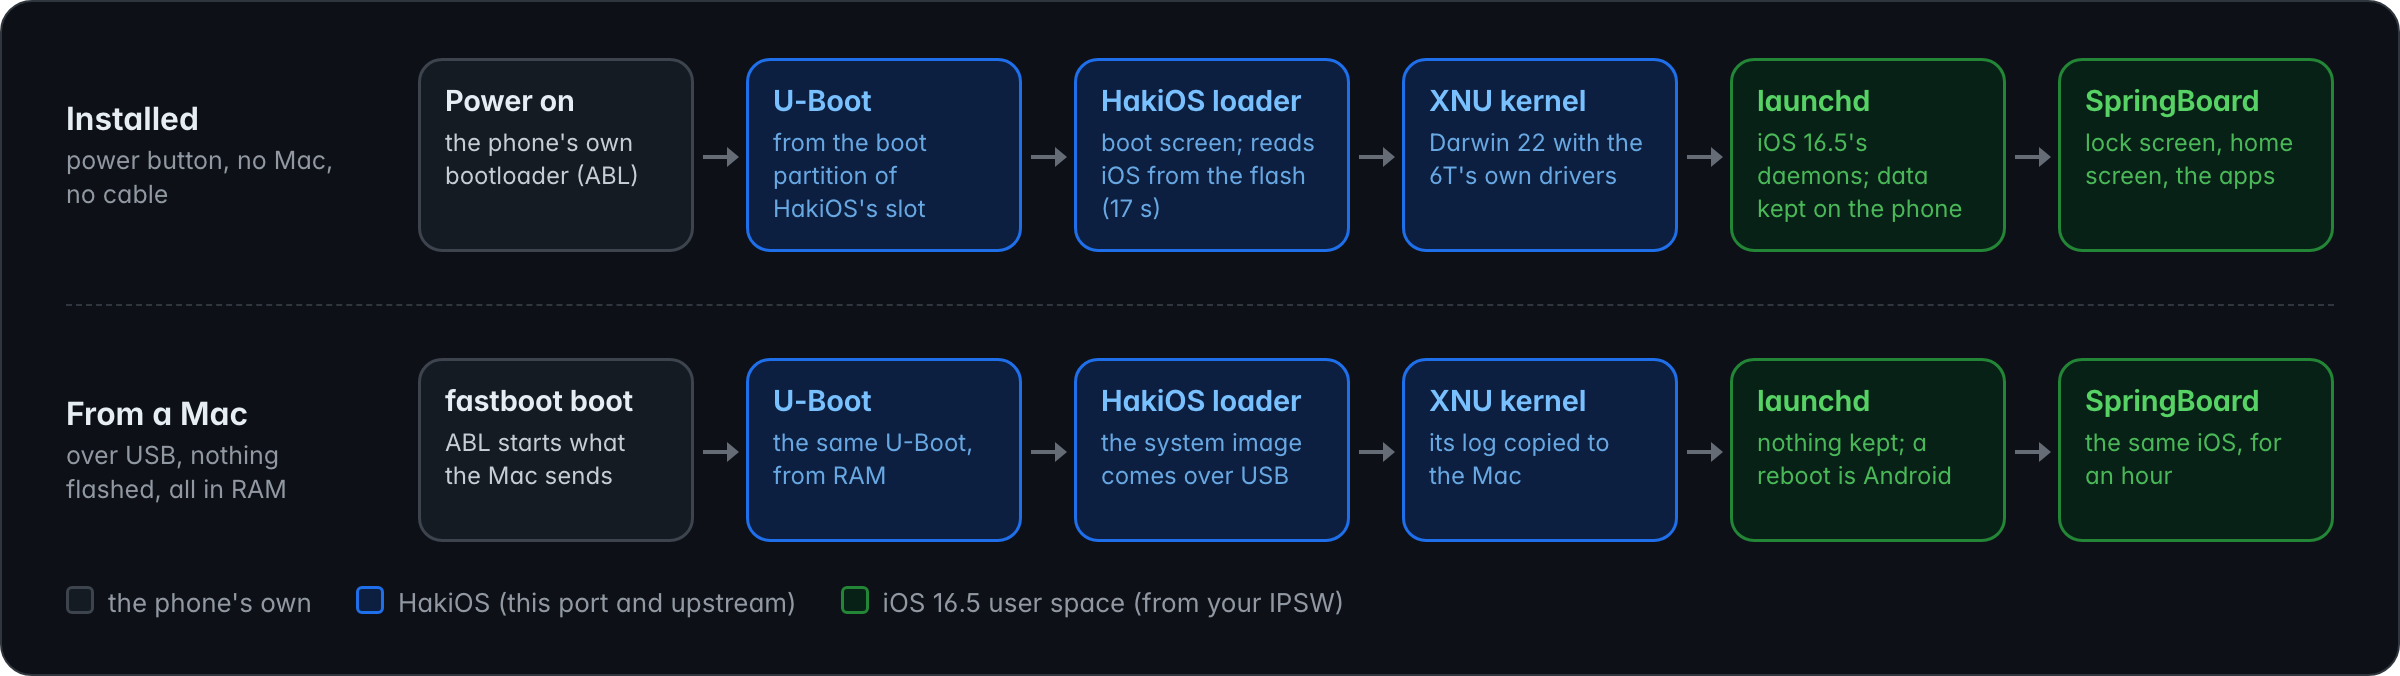 Installed
power button, no Mac,
no cable
Power on
the phone's own
bootloader (ABL)
U-Boot
from the boot
partition of
HakiOS's slot
HakiOS loader
boot screen; reads
iOS from the flash
(17 s)
XNU kernel
Darwin 22 with the
6T's own drivers
launchd
iOS 16.5's
daemons; data
kept on the phone
SpringBoard
lock screen, home
screen, the apps
From a Mac
over USB, nothing
flashed, all in RAM
fastboot boot
ABL starts what
the Mac sends
U-Boot
the same U-Boot,
from RAM
HakiOS loader
the system image
comes over USB
XNU kernel
its log copied to
the Mac
launchd
nothing kept; a
reboot is Android
SpringBoard
the same iOS, for
an hour
the phone's own
HakiOS (this port and upstream)
iOS 16.5 user space (from your IPSW)